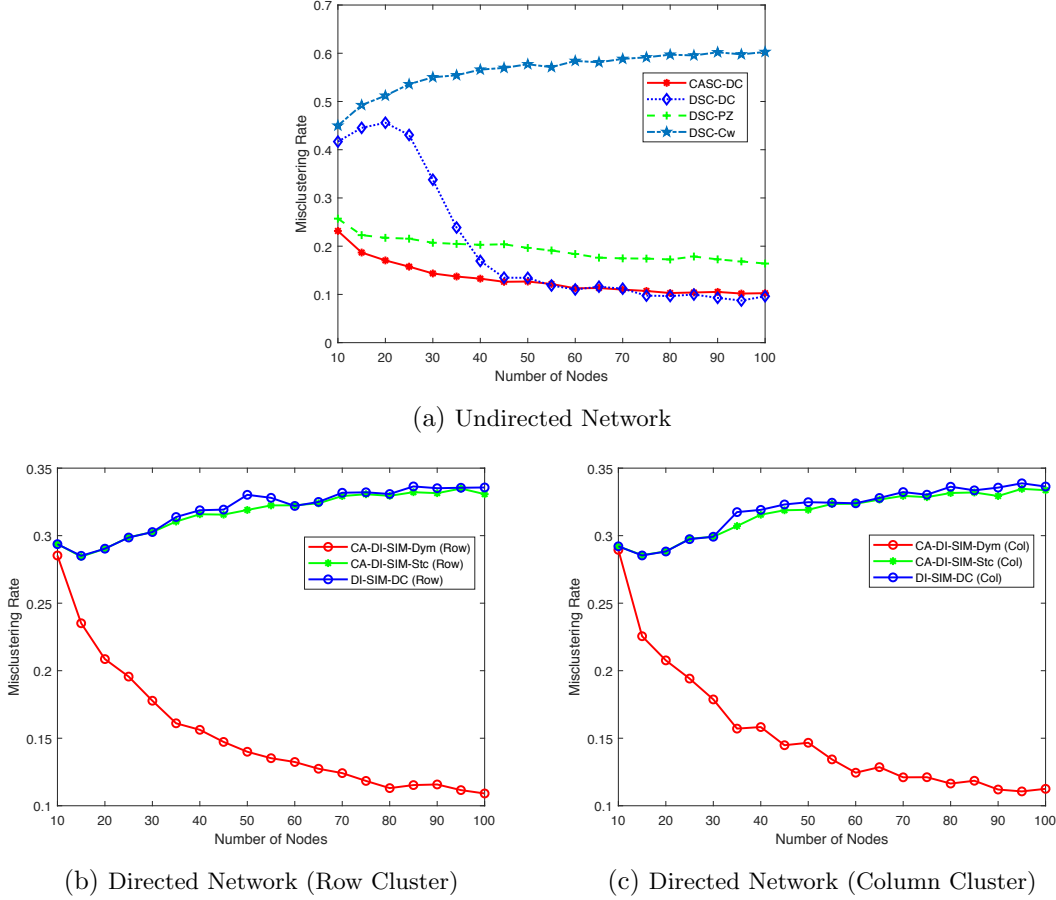 0.7
0.6
0.5
0.4
0.3
0.2
0.1
0
Misclustering Rate
CASC-DC
DSC-DC
DSC-PZ
DSC-Cw
10 20 30 40 50 60 70 80 90 100
Number of Nodes
(a) Undirected Network
0.35
0.3
0.25
0.2
0.15
0.1
Misclustering Rate
CA-DI-SIM-Dym (Row)
CA-DI-SIM-Stc (Row)
DI-SIM-DC (Row)
10 20 30 40 50 60 70 80 90 100
Number of Nodes
(b) Directed Network (Row Cluster)
0.35
0.3
0.25
0.2
0.15
0.1
Misclustering Rate
CA-DI-SIM-Dym (Col)
CA-DI-SIM-Stc (Col)
DI-SIM-DC (Col)
10 20 30 40 50 60 70 80 90 100
Number of Nodes
(c) Directed Network (Column Cluster)